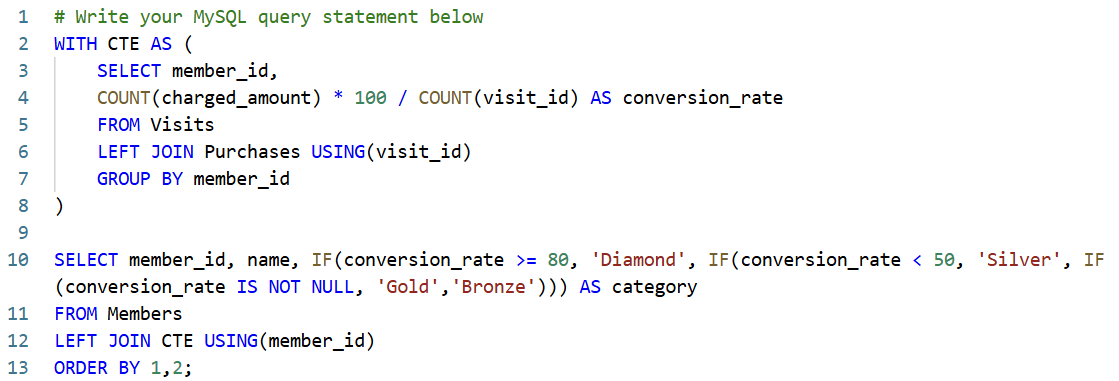 1 # Write your MySQL query statement below
2 WITH CTE AS (
3     SELECT member_id,
4     COUNT(charged_amount) * 100 / COUNT(visit_id) AS conversion_rate
5     FROM Visits
6     LEFT JOIN Purchases USING(visit_id)
7     GROUP BY member_id
8 )
9
10 SELECT member_id, name, IF(conversion_rate >= 80, 'Diamond', IF(conversion_rate < 50, 'Silver', IF
(conversion_rate IS NOT NULL, 'Gold','Bronze'))) AS category
11 FROM Members
12 LEFT JOIN CTE USING(member_id)
13 ORDER BY 1,2;